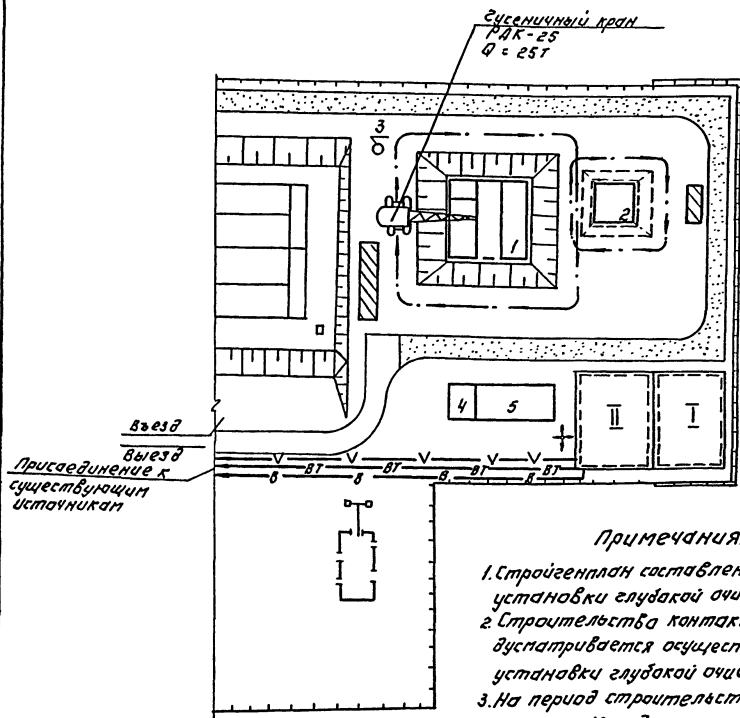 Гусеничный кран
РДК-25
Q = 25т
3
1
2
4
5
II
I
Въезд
Выезд
Присоединение к
существующим
источникам
V V V V V
ВТ ВТ ВТ ВТ ВТ
В В В В
Примечания
1. Стройгенплан составлен
установки глубокой очи
2. Строительства контак
дусматривается осущест
установки глубокой очис
3. На период строительст